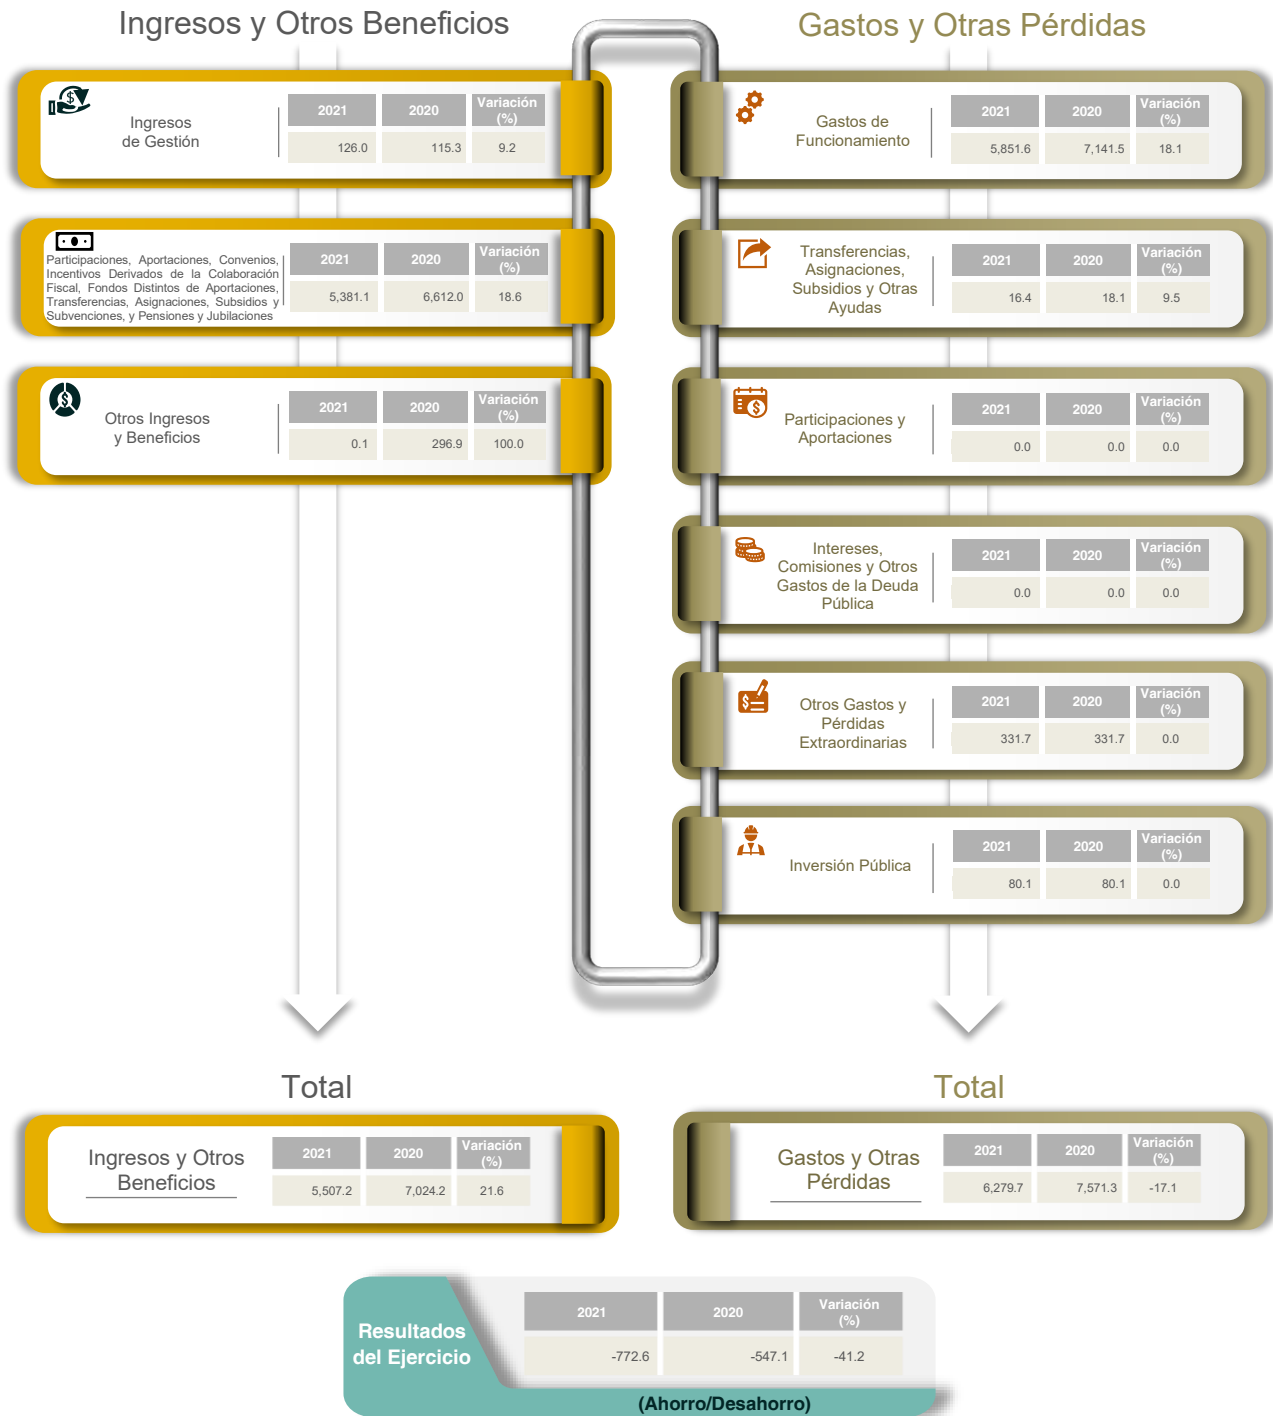 Ingresos y Otros Beneficios
Ingresos
de Gestión
2021 2020 Variación (%)
126.0 115.3 9.2
Participaciones, Aportaciones, Convenios,
Incentivos Derivados de la Colaboración
Fiscal, Fondos Distintos de Aportaciones,
Transferencias, Asignaciones, Subsidios y
Subvenciones, y Pensiones y Jubilaciones
2021 2020 Variación (%)
5,381.1 6,612.0 18.6
Otros Ingresos
y Beneficios
2021 2020 Variación (%)
0.1 296.9 100.0
Total
Ingresos y Otros
Beneficios
2021 2020 Variación (%)
5,507.2 7,024.2 21.6
Gastos y Otras Pérdidas
Gastos de
Funcionamiento
2021 2020 Variación (%)
5,851.6 7,141.5 18.1
Transferencias,
Asignaciones,
Subsidios y Otras
Ayudas
2021 2020 Variación (%)
16.4 18.1 9.5
Participaciones y
Aportaciones
2021 2020 Variación (%)
0.0 0.0 0.0
Intereses,
Comisiones y Otros
Gastos de la Deuda
Pública
2021 2020 Variación (%)
0.0 0.0 0.0
Otros Gastos y
Pérdidas
Extraordinarias
2021 2020 Variación (%)
331.7 331.7 0.0
Inversión Pública
2021 2020 Variación (%)
80.1 80.1 0.0
Total
Gastos y Otras
Pérdidas
2021 2020 Variación (%)
6,279.7 7,571.3 -17.1
Resultados
del Ejercicio
2021 2020 Variación (%)
-772.6 -547.1 -41.2
(Ahorro/Desahorro)